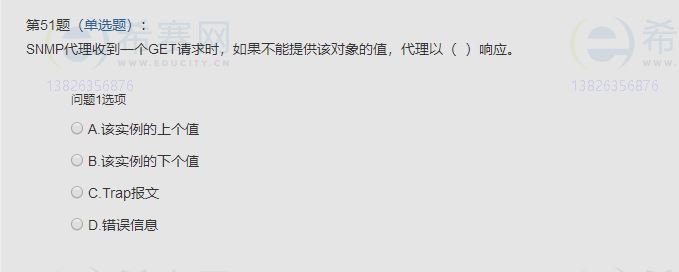 第51题（单选题）：
SNMP代理收到一个GET请求时，如果不能提供该对象的值，代理以（ ）响应。
希赛网
WWW.EDUCITY.CN
希
13826356876
13826356876
问题1选项
A.该实例的上个值
B.该实例的下个值
C.Trap报文
D.错误信息